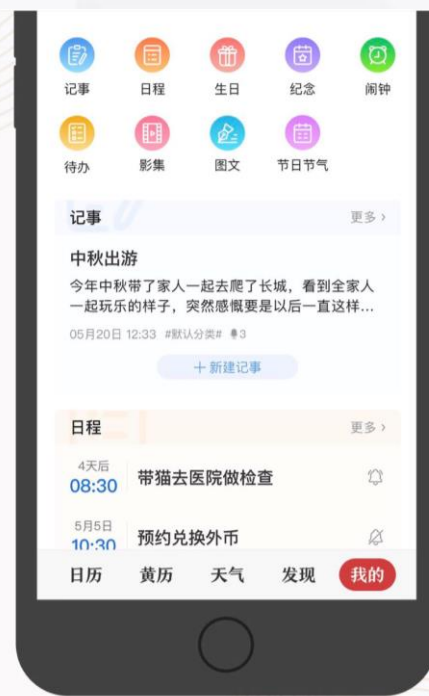 记事 日程 生日 纪念 闹钟
待办 影集 图文 节日节气
记事 更多 ›
中秋出游
今年中秋带了家人一起去爬了长城，看到全家人
一起玩乐的样子，突然感慨要是以后一直这样...
05月20日 12:33 #默认分类# 3
＋新建记事
日程 更多 ›
4天后
08:30 带猫去医院做检查
5月5日
10:30 预约兑换外币
日历 黄历 天气 发现 我的